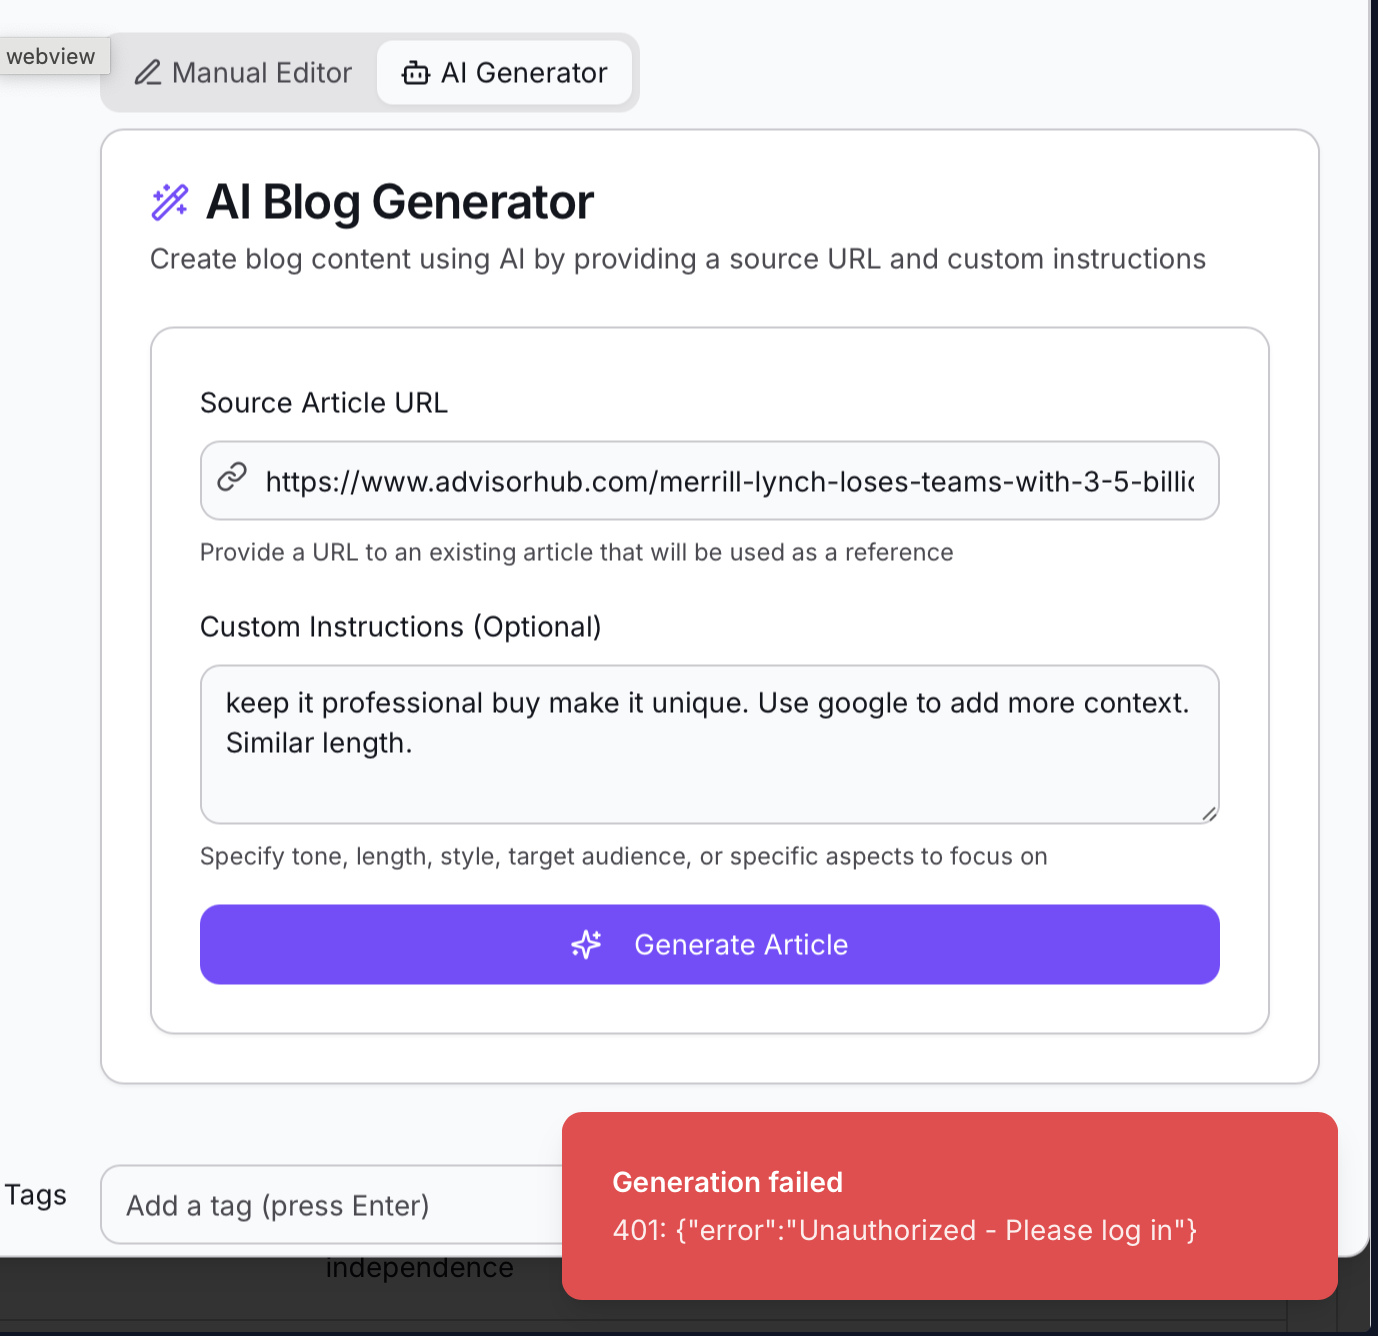 webview
Manual Editor
AI Generator
AI Blog Generator
Create blog content using AI by providing a source URL and custom instructions
Source Article URL
https://www.advisorhub.com/merrill-lynch-loses-teams-with-3-5-billic
Provide a URL to an existing article that will be used as a reference
Custom Instructions (Optional)
keep it professional buy make it unique. Use google to add more context.
Similar length.
Specify tone, length, style, target audience, or specific aspects to focus on
Generate Article
Tags
Add a tag (press Enter)
Generation failed
401: {"error":"Unauthorized - Please log in"}
independence